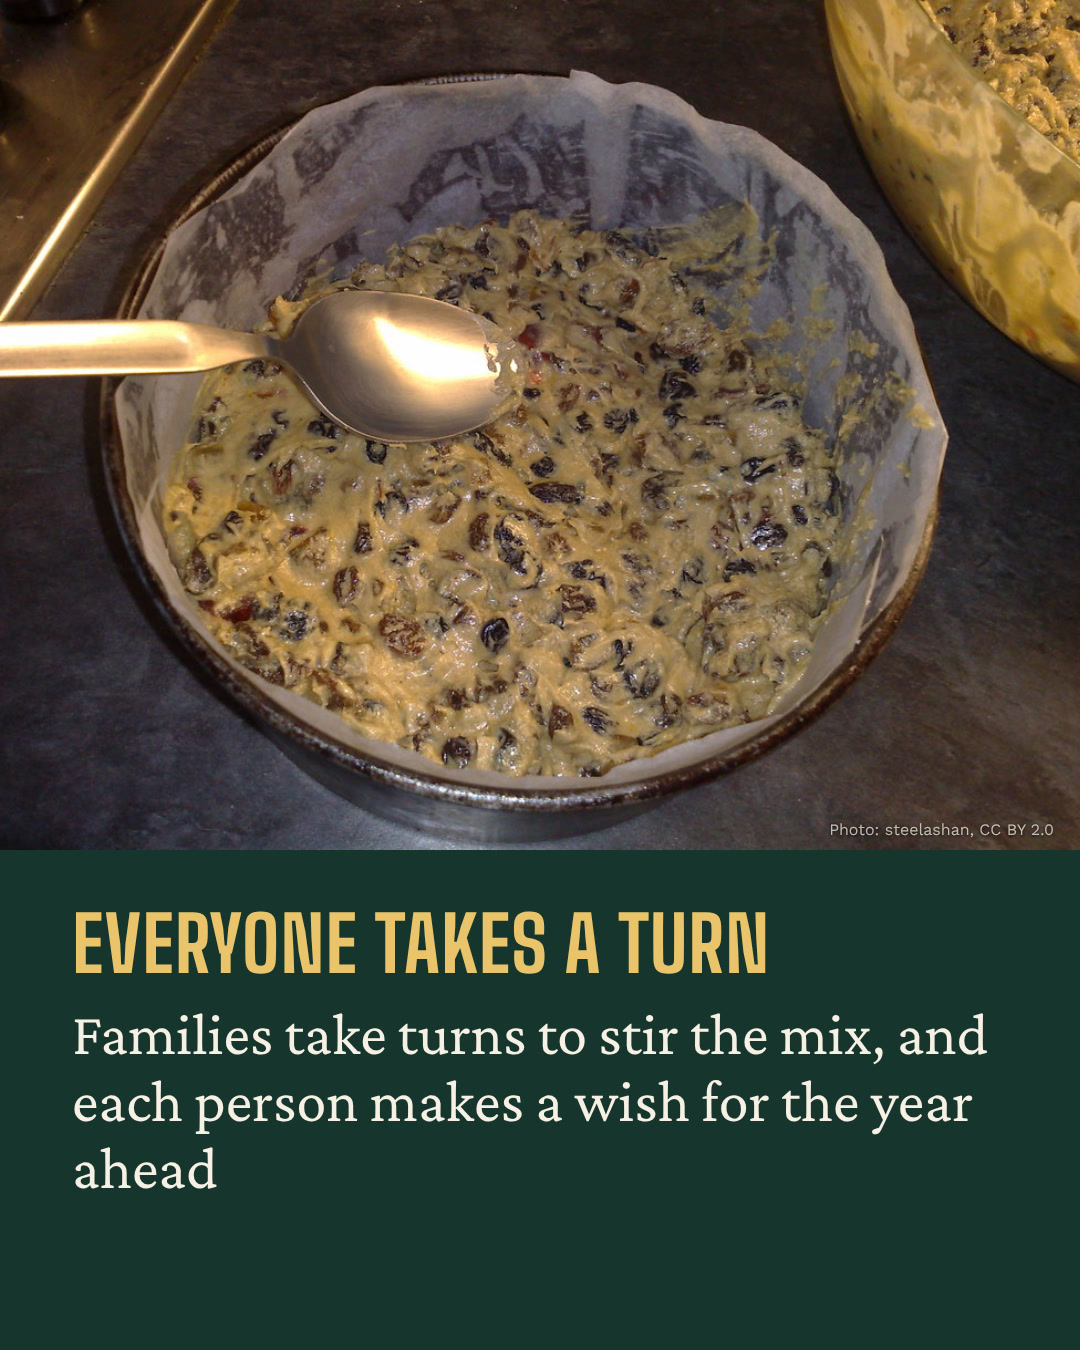 Photo: steelashan, CC BY 2.0
EVERYONE TAKES A TURN
Families take turns to stir the mix, and
each person makes a wish for the year
ahead